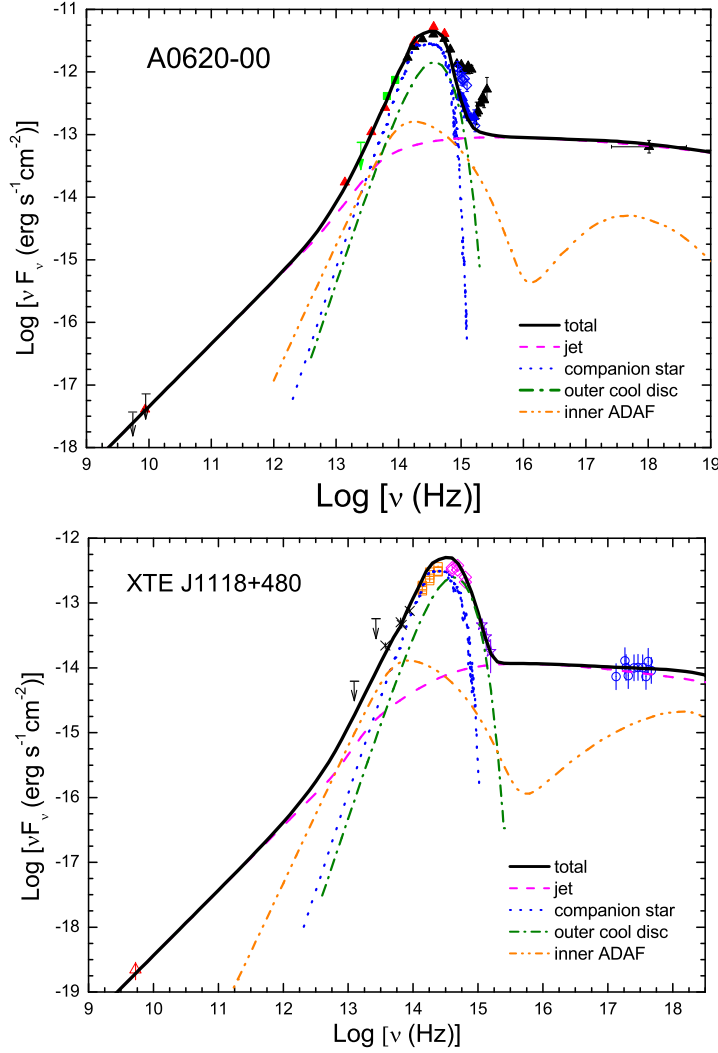 A0620-00
Log [ν Fν (erg s⁻¹cm⁻²)]
-11
-12
-13
-14
-15
-16
-17
-18
total
jet
companion star
outer cool disc
inner ADAF
9 10 11 12 13 14 15 16 17 18 19
Log [ν (Hz)]
XTE J1118+480
Log [νFν (erg s⁻¹cm⁻²)]
-12
-13
-14
-15
-16
-17
-18
-19
total
jet
companion star
outer cool disc
inner ADAF
9 10 11 12 13 14 15 16 17 18
Log [ν (Hz)]